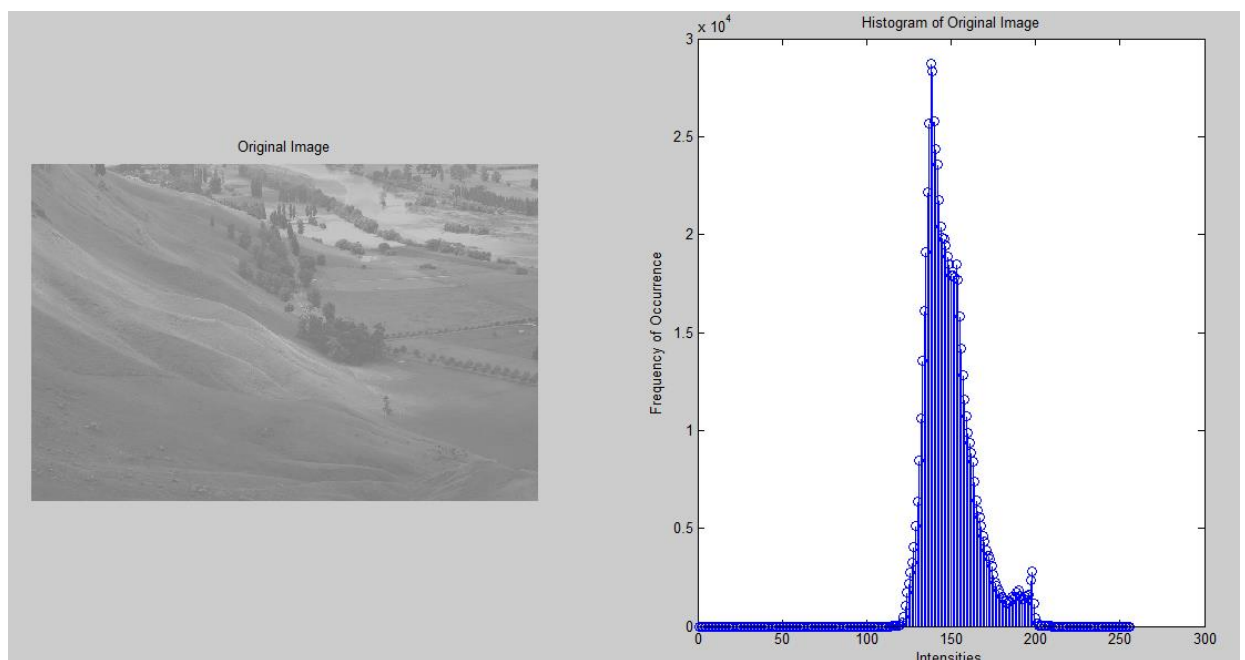 Original Image
Histogram of Original Image
x 10^4
3
2.5
2
1.5
1
0.5
0
Frequency of Occurrence
0 50 100 150 200 250 300
Intensities